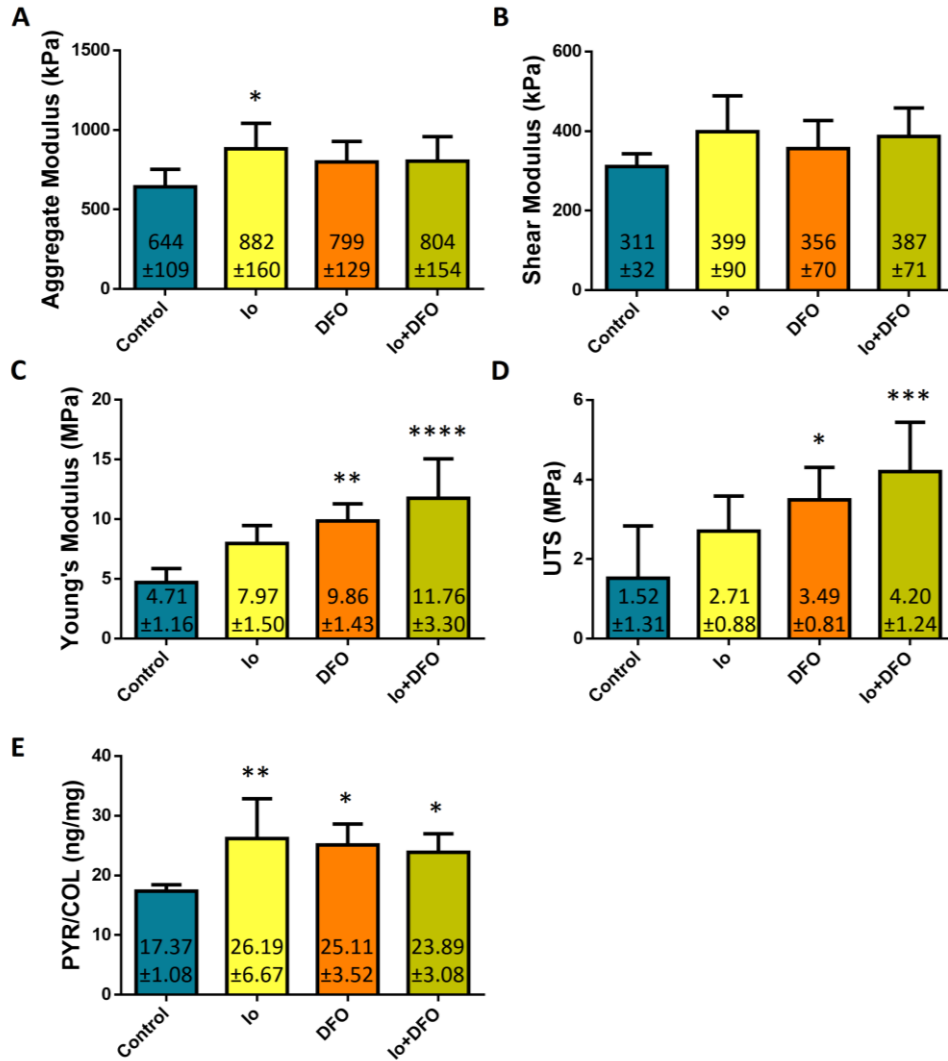 A
Aggregate Modulus (kPa)
1500
1000
500
0
*
644
±109
882
±160
799
±129
804
±154
Control
Io
DFO
Io+DFO
B
Shear Modulus (kPa)
600
400
200
0
311
±32
399
±90
356
±70
387
±71
Control
Io
DFO
Io+DFO
C
Young's Modulus (MPa)
20
15
10
5
0
**
****
4.71
±1.16
7.97
±1.50
9.86
±1.43
11.76
±3.30
Control
Io
DFO
Io+DFO
D
UTS (MPa)
6
4
2
0
*
***
1.52
±1.31
2.71
±0.88
3.49
±0.81
4.20
±1.24
Control
Io
DFO
Io+DFO
E
PYR/COL (ng/mg)
40
30
20
10
0
**
*
*
17.37
±1.08
26.19
±6.67
25.11
±3.52
23.89
±3.08
Control
Io
DFO
Io+DFO